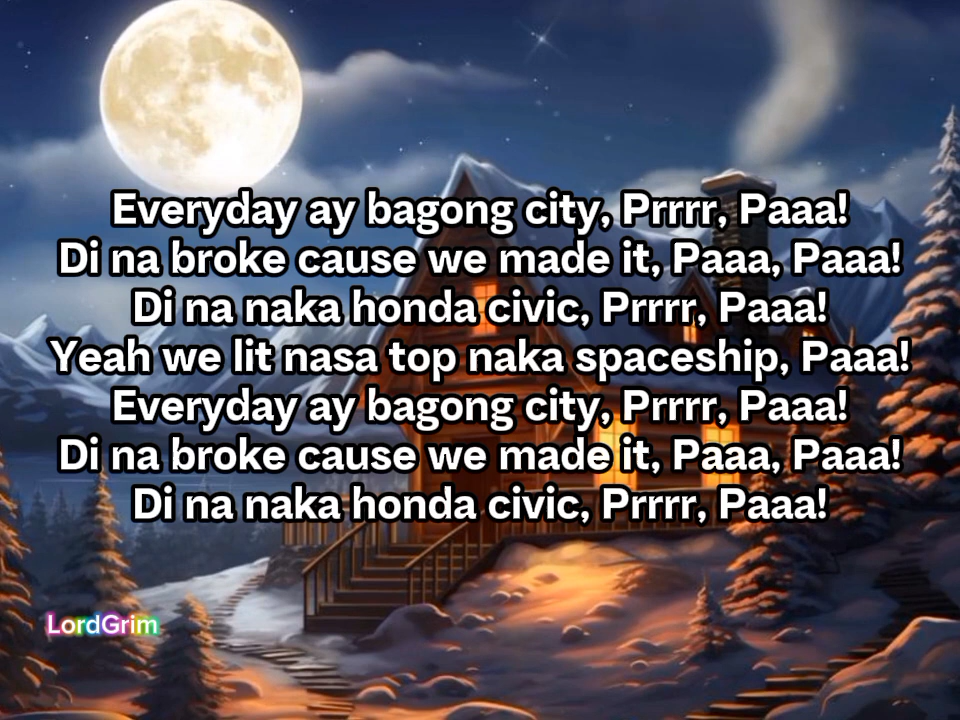 Everyday ay bagong city, Prrrr, Paaa!
Di na broke cause we made it, Paaa, Paaa!
Di na naka honda civic, Prrrr, Paaa!
Yeah we lit nasa top naka spaceship, Paaa!
Everyday ay bagong city, Prrrr, Paaa!
Di na broke cause we made it, Paaa, Paaa!
Di na naka honda civic, Prrrr, Paaa!
LordGrim